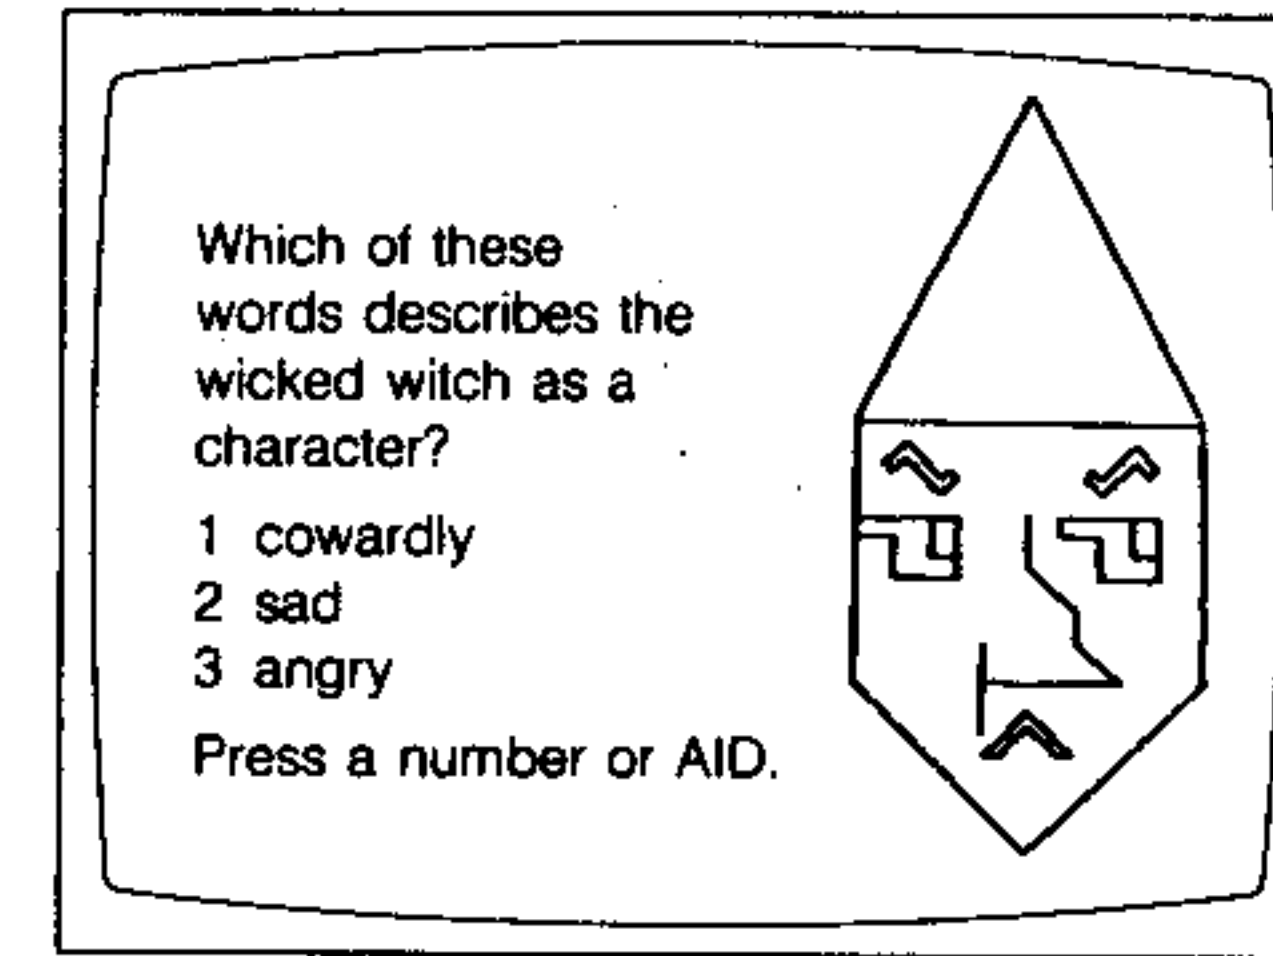 Which of these
words describes the
wicked witch as a
character?
1 cowardly
2 sad
3 angry
Press a number or AID.